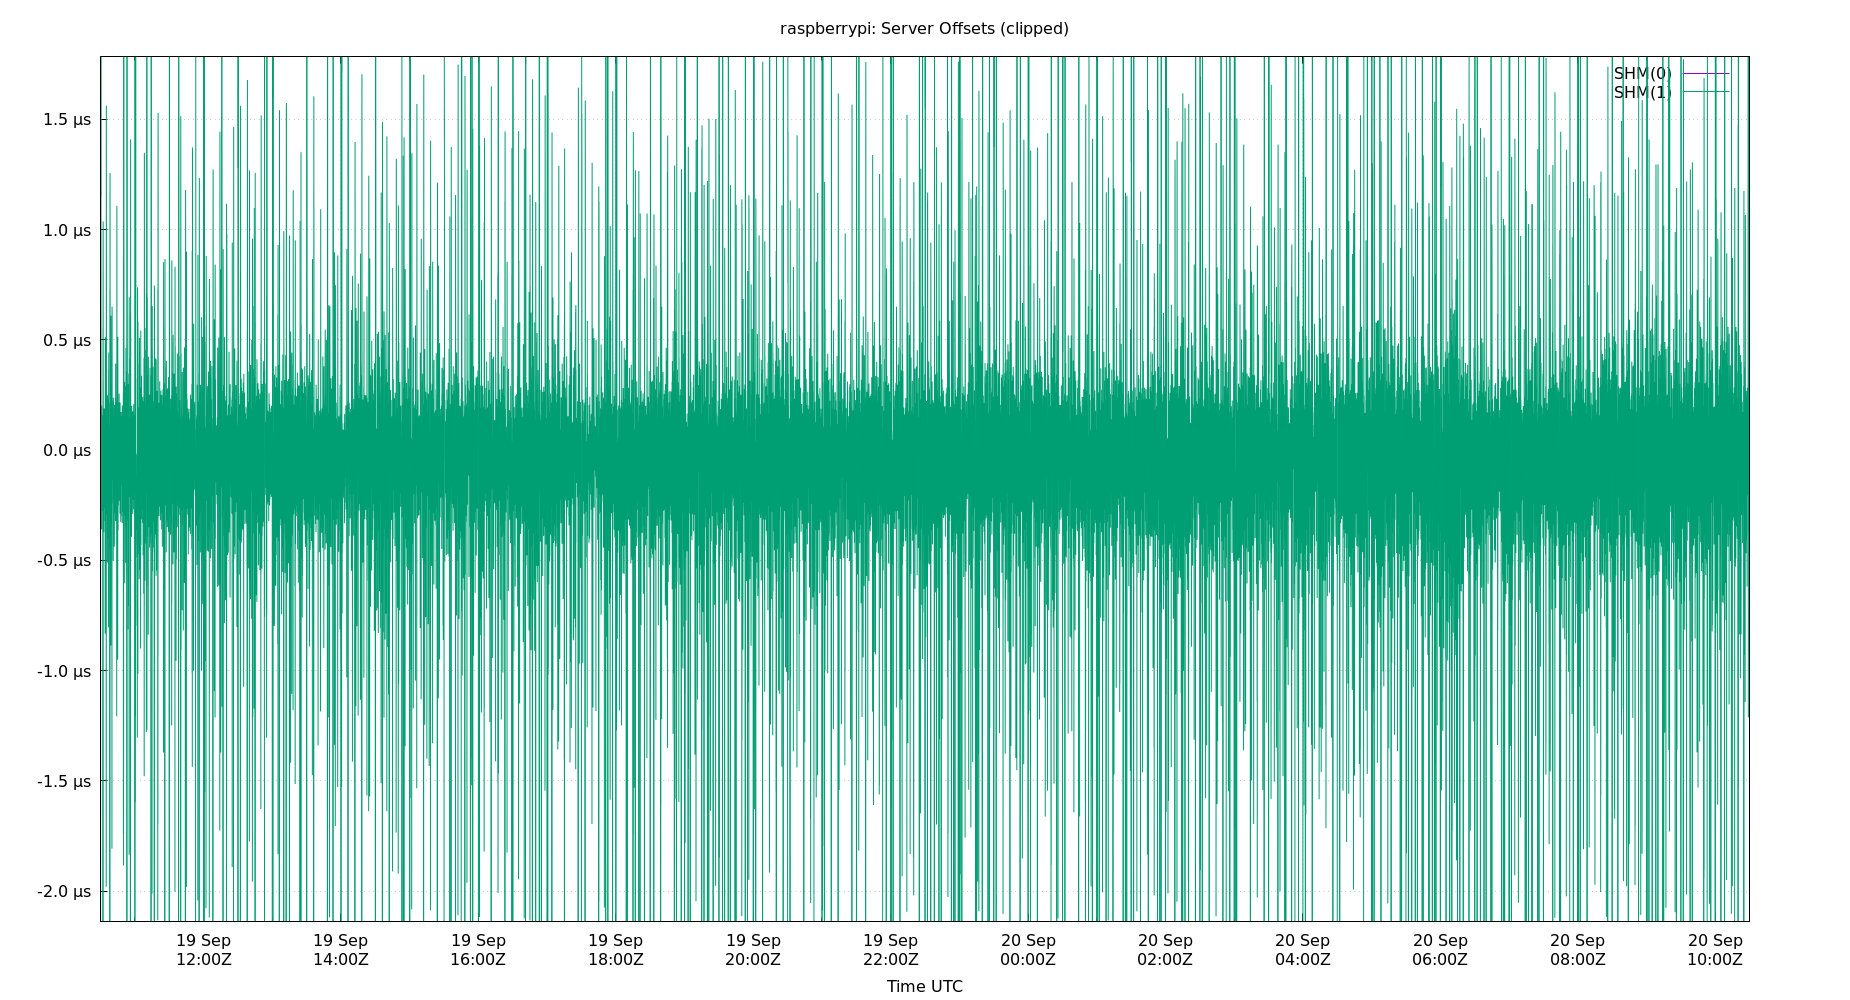 raspberrypi: Server Offsets (clipped)
SHM(0)
SHM(1)
1.5 µs
1.0 µs
0.5 µs
0.0 µs
-0.5 µs
-1.0 µs
-1.5 µs
-2.0 µs
19 Sep 19 Sep 19 Sep 19 Sep 19 Sep 19 Sep 20 Sep 20 Sep 20 Sep 20 Sep 20 Sep 20 Sep
12:00Z 14:00Z 16:00Z 18:00Z 20:00Z 22:00Z 00:00Z 02:00Z 04:00Z 06:00Z 08:00Z 10:00Z
Time UTC